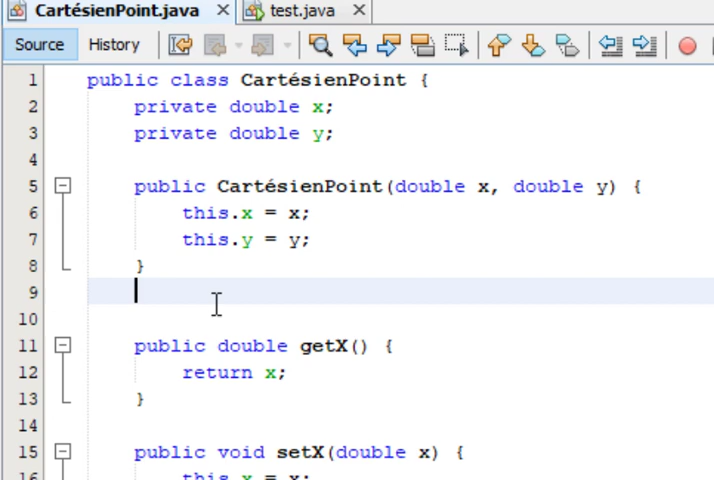 CartésienPoint.java test.java
Source History
1 public class CartésienPoint {
2 private double x;
3 private double y;
4
5 public CartésienPoint(double x, double y) {
6 this.x = x;
7 this.y = y;
8 }
9
10
11 public double getX() {
12 return x;
13 }
14
15 public void setX(double x) {
16 this.x = x;